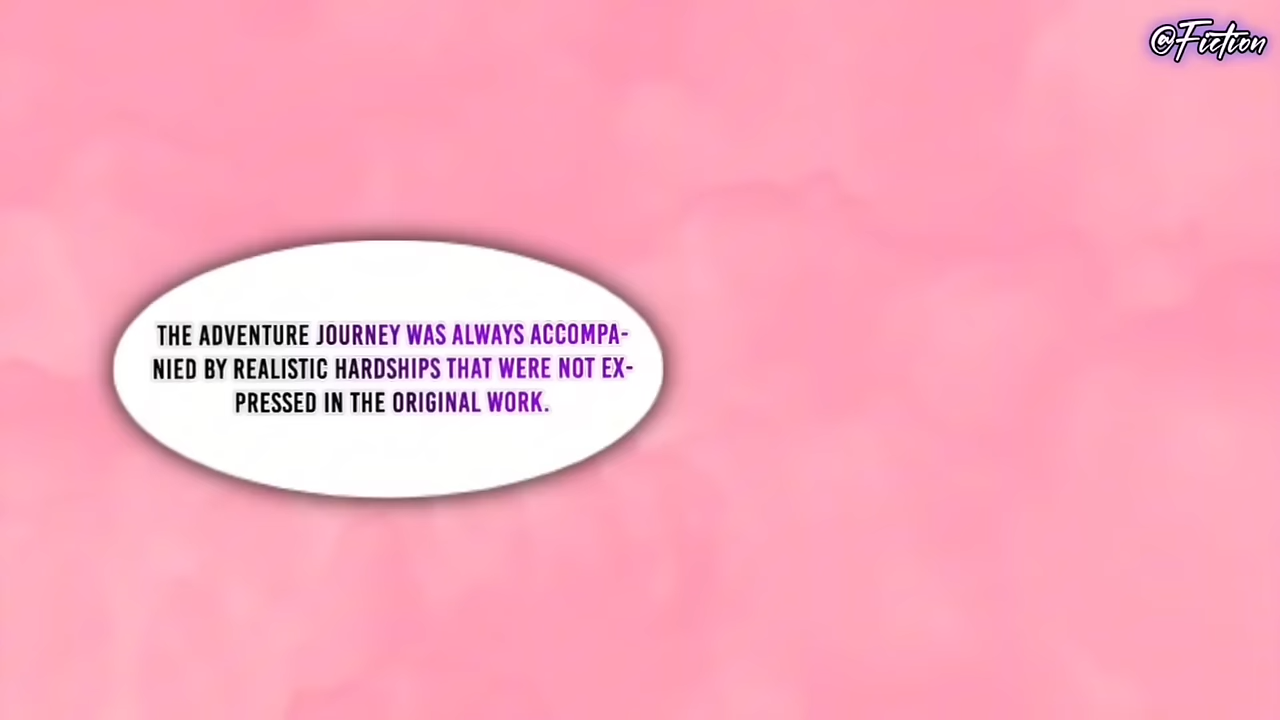 @Fiction
THE ADVENTURE JOURNEY WAS ALWAYS ACCOMPA-
NIED BY REALISTIC HARDSHIPS THAT WERE NOT EX-
PRESSED IN THE ORIGINAL WORK.